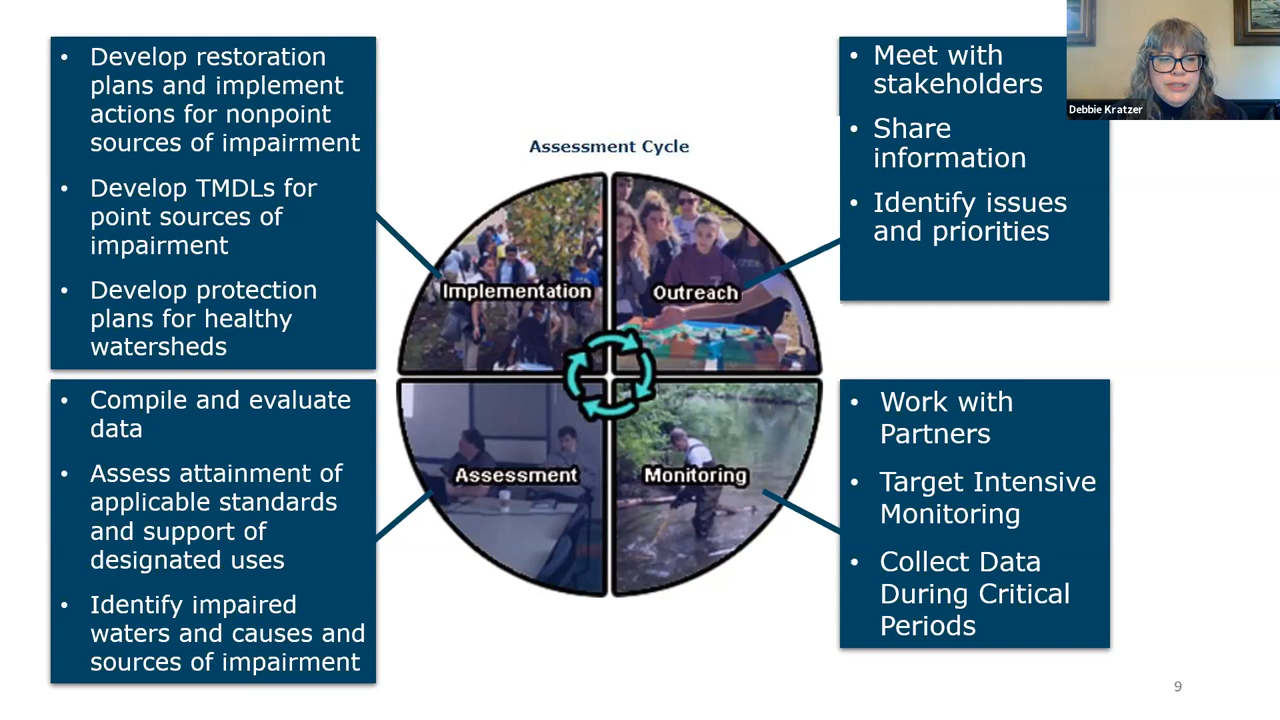 • Develop restoration
plans and implement
actions for nonpoint
sources of impairment
• Develop TMDLs for
point sources of
impairment
• Develop protection
plans for healthy
watersheds
• Compile and evaluate
data
• Assess attainment of
applicable standards
and support of
designated uses
• Identify impaired
waters and causes and
sources of impairment
Assessment Cycle
Implementation
Outreach
Assessment
Monitoring
• Meet with
stakeholders
• Share
information
• Identify issues
and priorities
• Work with
Partners
• Target Intensive
Monitoring
• Collect Data
During Critical
Periods
Debbie Kratzer
9